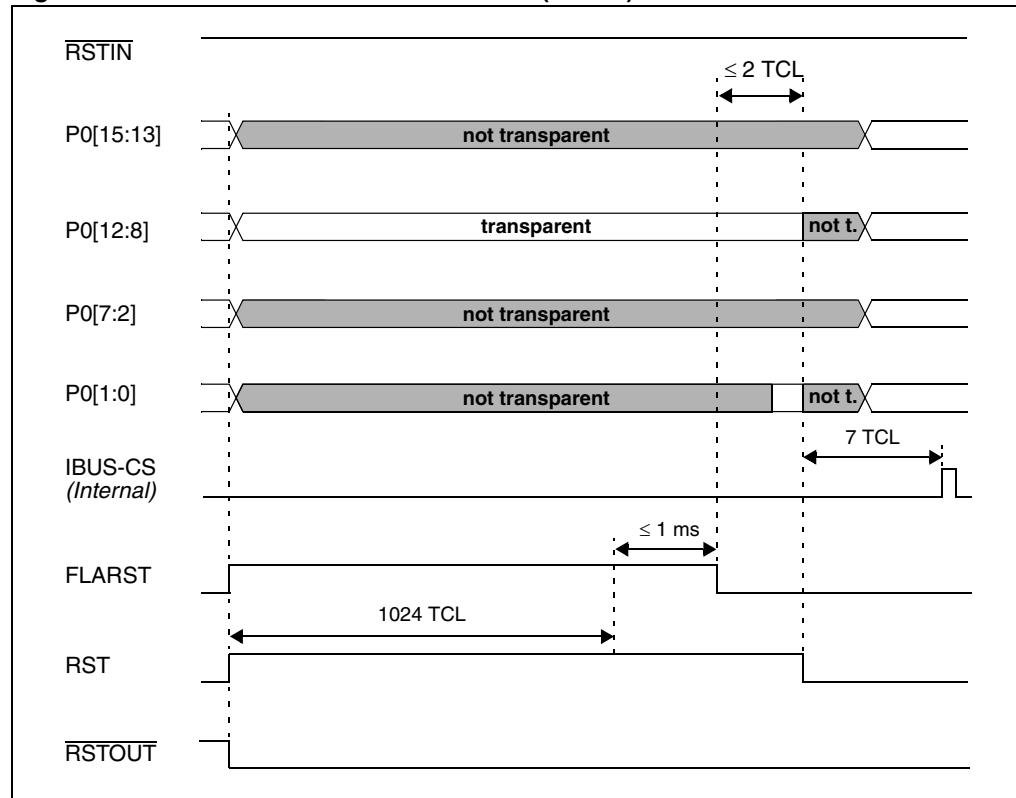 RSTIN
≤ 2 TCL
P0[15:13]
not transparent
P0[12:8]
transparent
not t.
P0[7:2]
not transparent
P0[1:0]
not transparent
not t.
7 TCL
IBUS-CS
(Internal)
≤ 1 ms
FLARST
1024 TCL
RST
RSTOUT